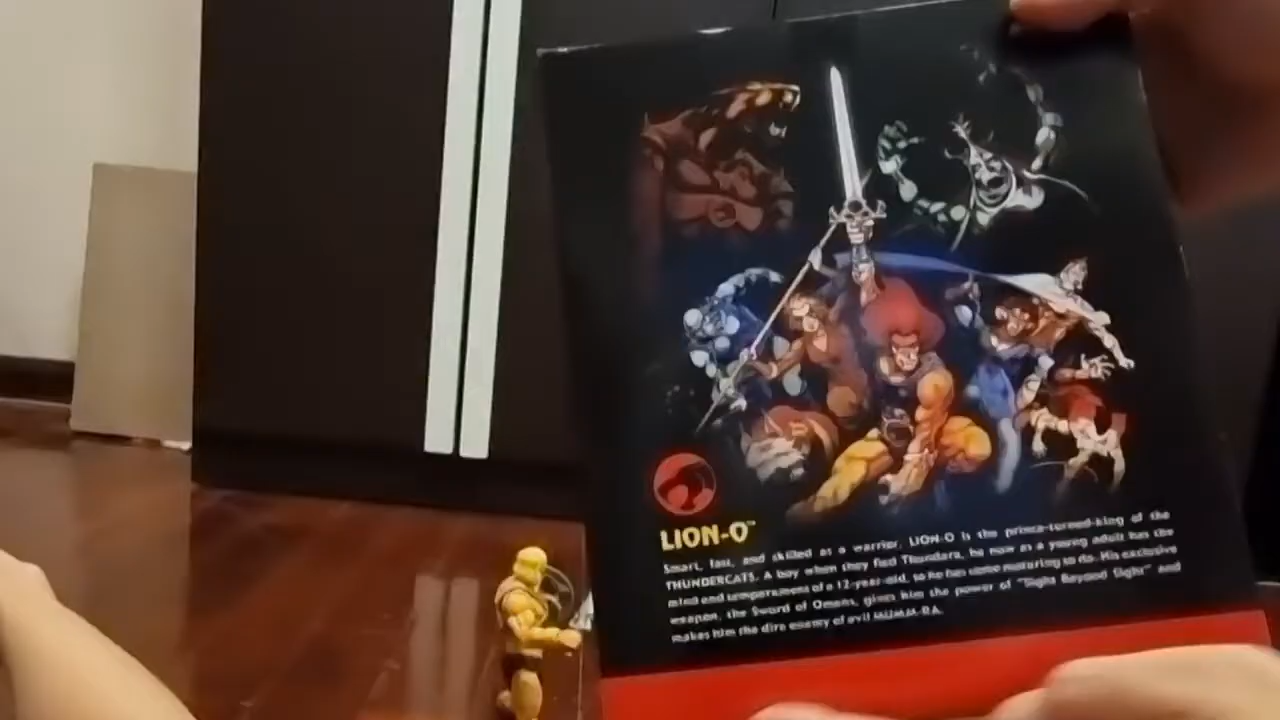 LION-O™
Smart, fast, and skilled as a warrior, LION-O is the prince-turned-king of the
THUNDERCATS. A boy when they fled Thundara, he now as a young adult has the
mind and temperament of a 12-year-old, so he has some maturing to do. His exclusive
weapon, the Sword of Omens, gives him the power of "Sight Beyond Sight" and
makes him the dire enemy of evil MUMM-RA.